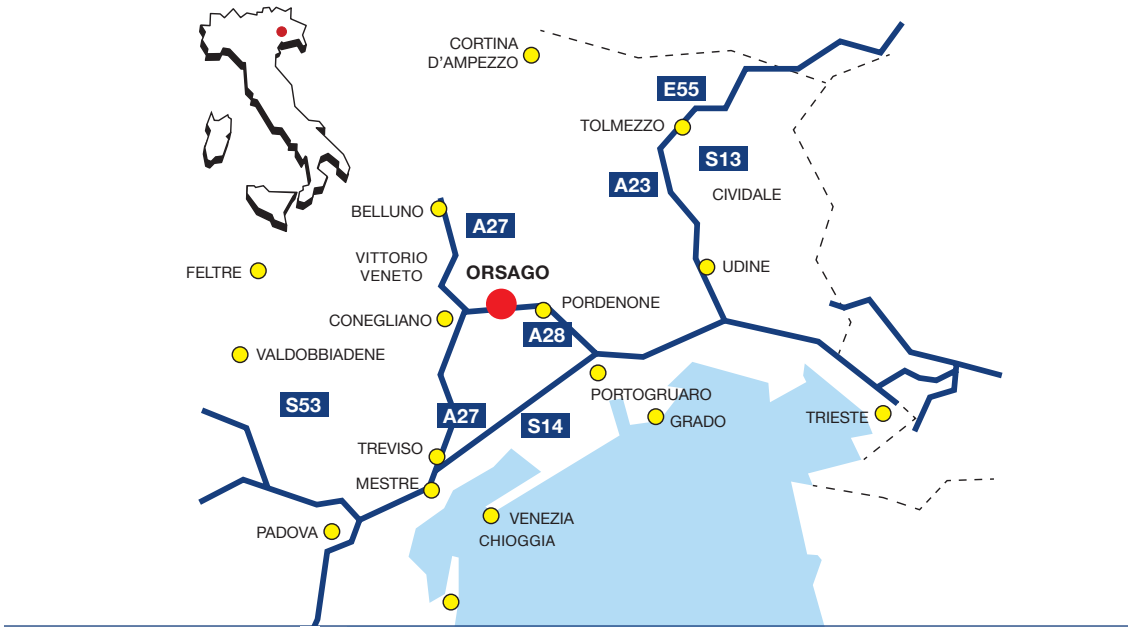 CORTINA
D'AMPEZZO
E55
TOLMEZZO
S13
A23
CIVIDALE
BELLUNO
A27
VITTORIO
VENETO
ORSAGO
UDINE
FELTRE
PORDENONE
CONEGLIANO
A28
VALDOBBIADENE
PORTOGRUARO
S53
A27
S14
GRADO
TRIESTE
TREVISO
MESTRE
VENEZIA
PADOVA
CHIOGGIA